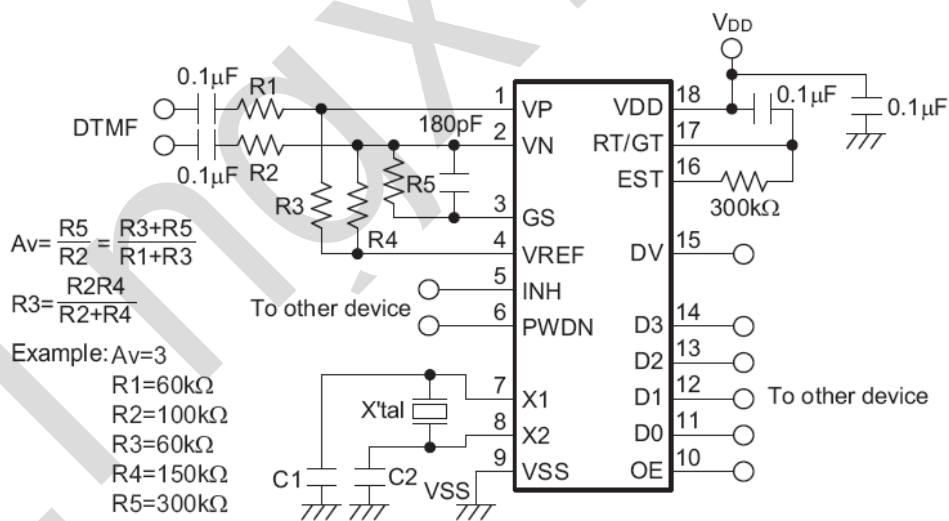 VDD
0.1μF
R1
DTMF
0.1μF
R2
180pF
R3
R4
R5
1
2
3
4
5
6
7
8
9
VP
VN
GS
VREF
INH
PWDN
X1
X2
VSS
VDD
RT/GT
EST
DV
D3
D2
D1
D0
OE
18
17
16
15
14
13
12
11
10
0.1μF
0.1μF
300kΩ
Av= R5/R2 = R3+R5/R1+R3
R3= R2R4/R2+R4
To other device
Example: Av=3
R1=60kΩ
R2=100kΩ
R3=60kΩ
R4=150kΩ
R5=300kΩ
X'tal
C1
C2
VSS
To other device